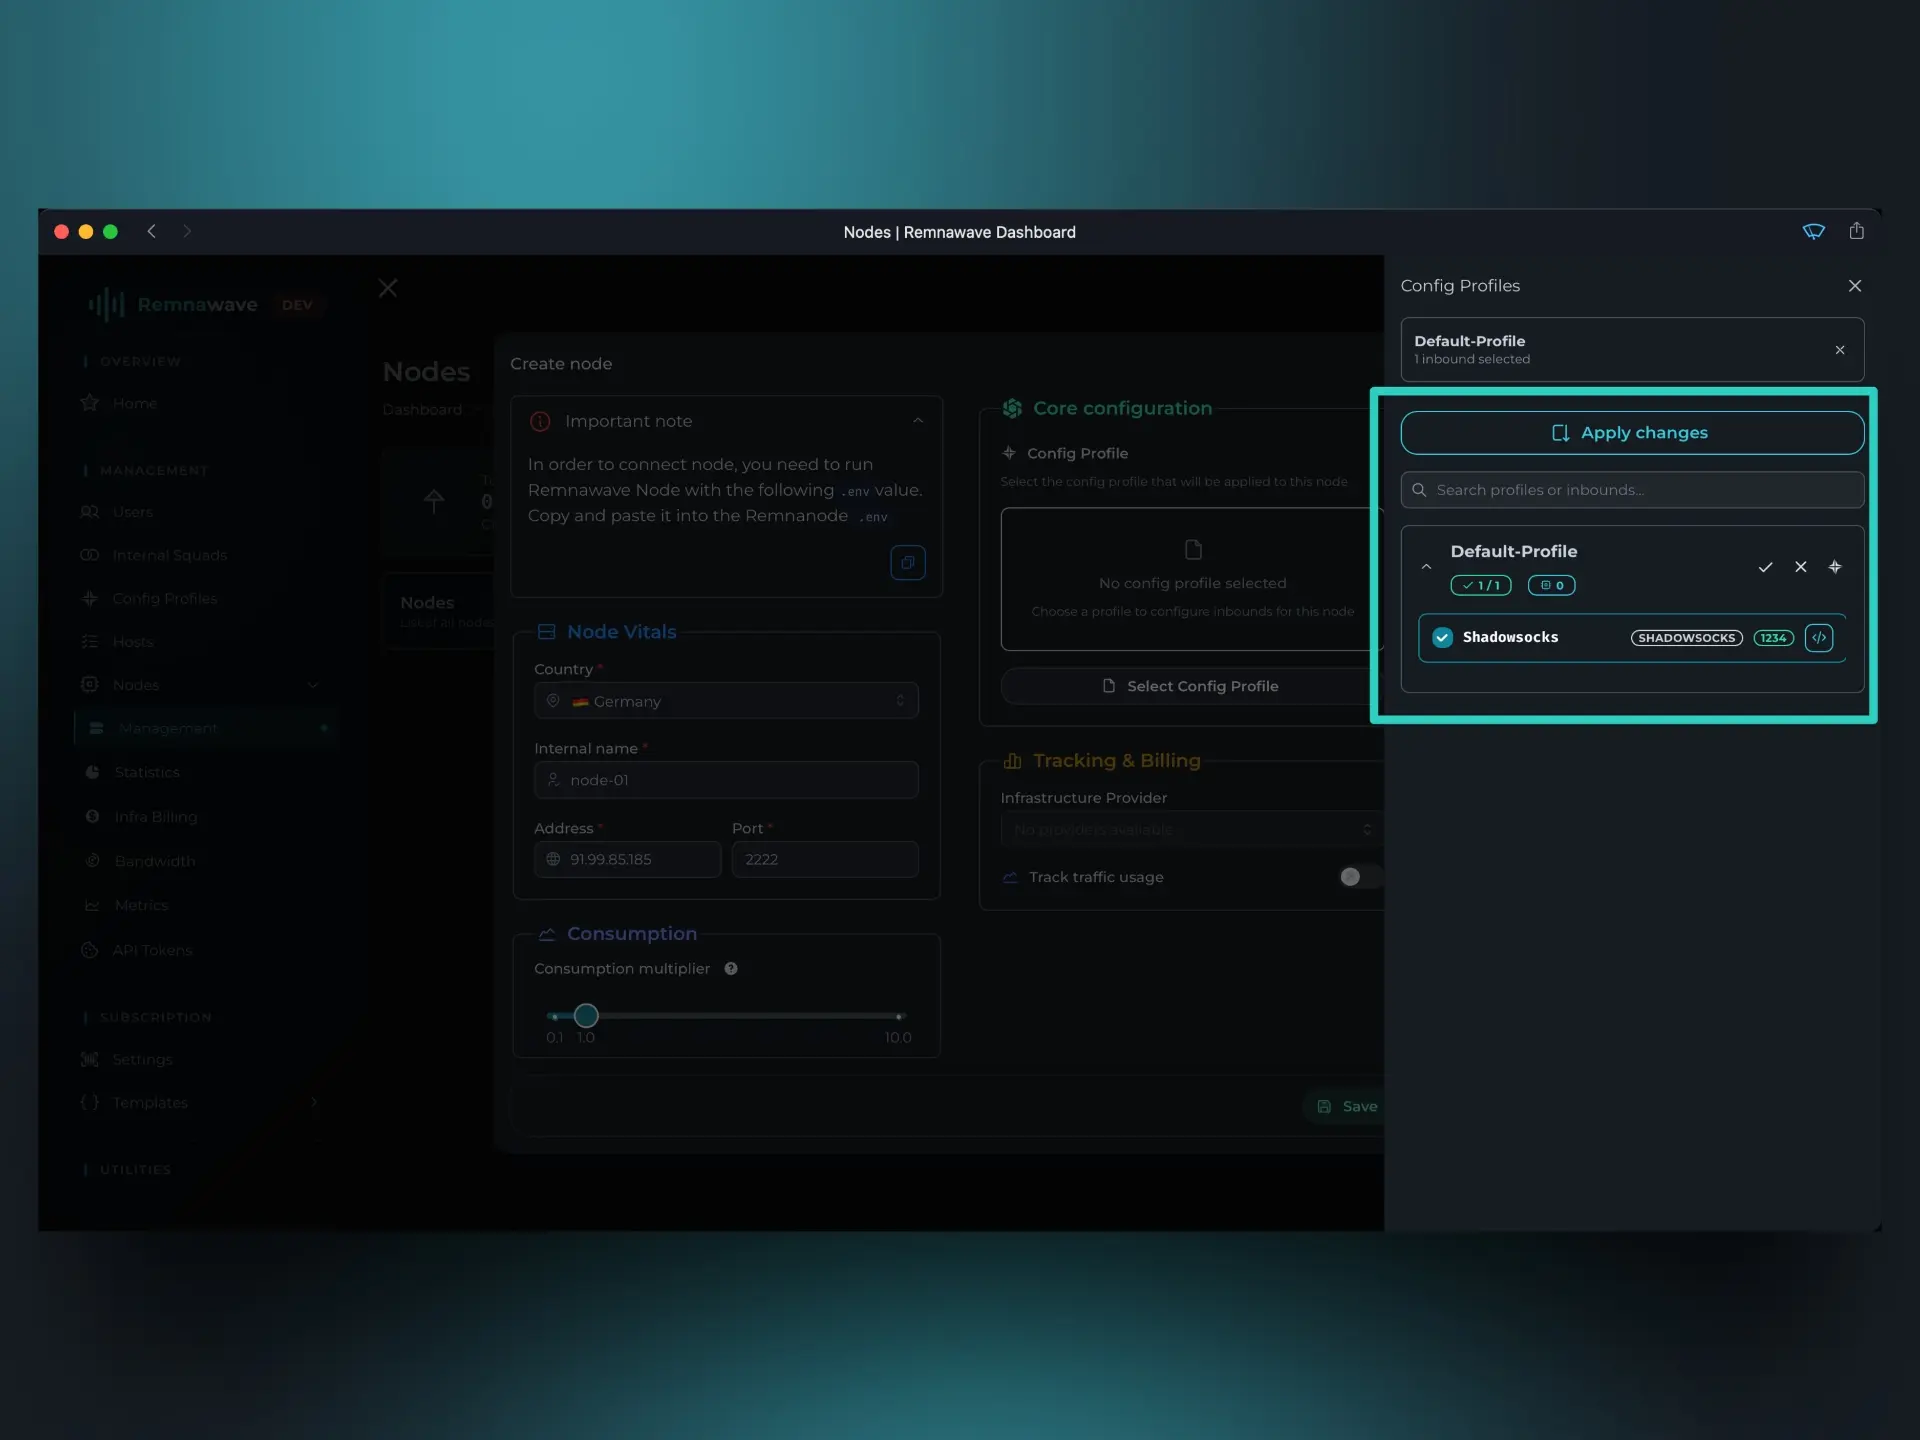 Nodes | Remnawave Dashboard
Remnawave DEV
OVERVIEW
Home
MANAGEMENT
Users
Internal Squads
Config Profiles
Hosts
Nodes
Management
Statistics
Infra Billing
Bandwidth
Metrics
API Tokens
SUBSCRIPTION
Settings
Templates
UTILITIES
Nodes
Dashboard
0
Nodes
List of all nodes
Create node
Important note
In order to connect node, you need to run
Remnawave Node with the following .env value.
Copy and paste it into the Remnanode .env
Node Vitals
Country *
Germany
Internal name *
node-01
Address * Port *
91.99.85.185 2222
Consumption
Consumption multiplier
0.1 1.0 10.0
Core configuration
Config Profile
Select the config profile that will be applied to this node
No config profile selected
Choose a profile to configure inbounds for this node
Select Config Profile
Tracking & Billing
Infrastructure Provider
No providers available
Track traffic usage
Save
Config Profiles
Default-Profile
1 inbound selected
Apply changes
Search profiles or inbounds...
Default-Profile
1 / 1 0
Shadowsocks SHADOWSOCKS 1234